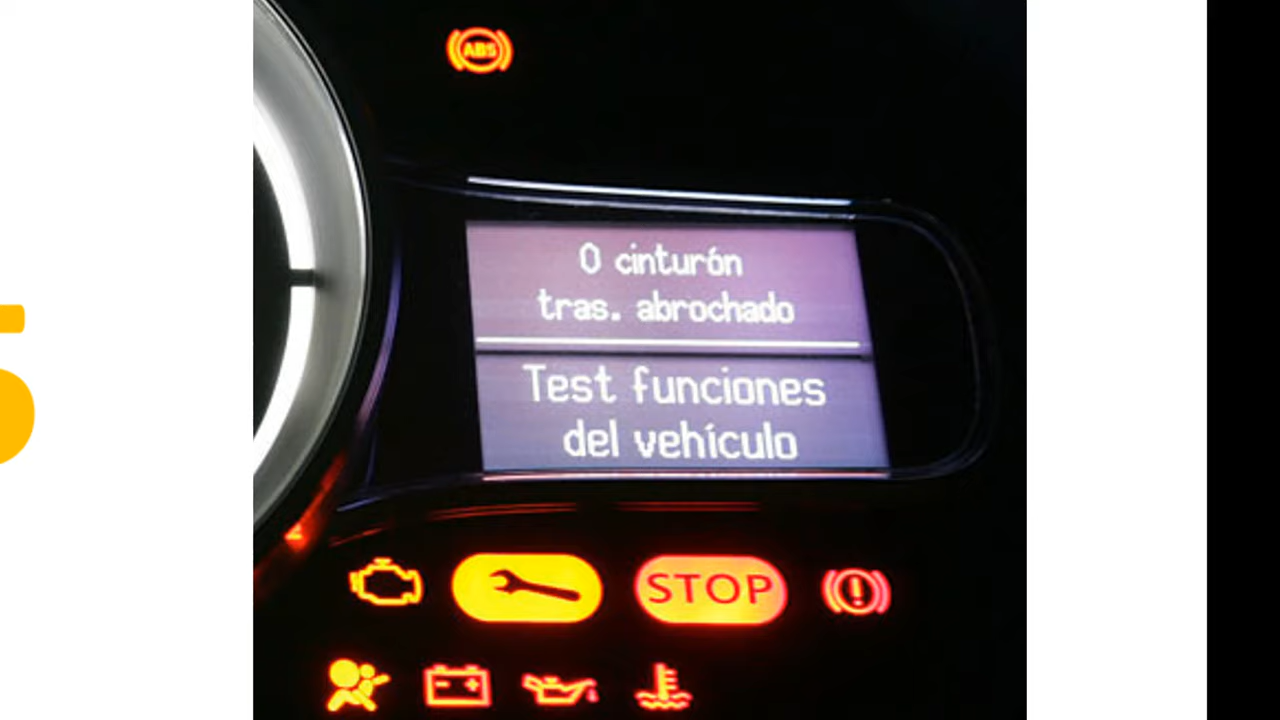 ABS
0 cinturón
tras. abrochado
Test funciones
del vehículo
STOP